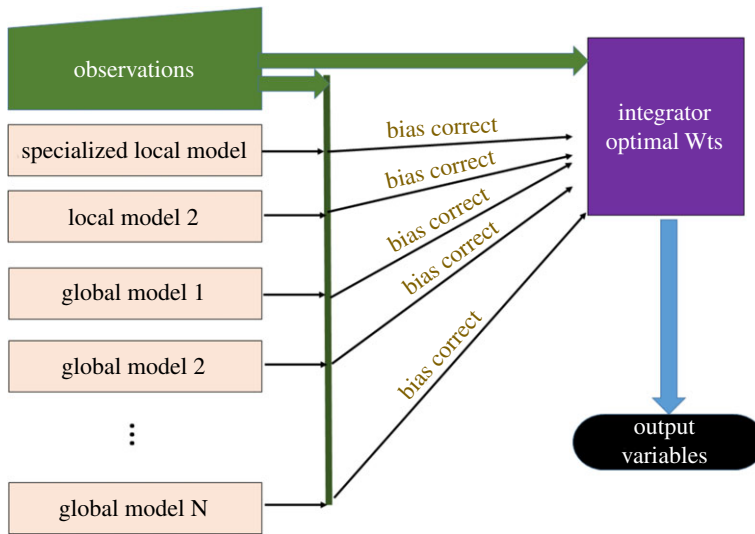 observations
specialized local model
local model 2
global model 1
global model 2
⋮
global model N
bias correct
bias correct
bias correct
bias correct
bias correct
integrator
optimal Wts
output
variables